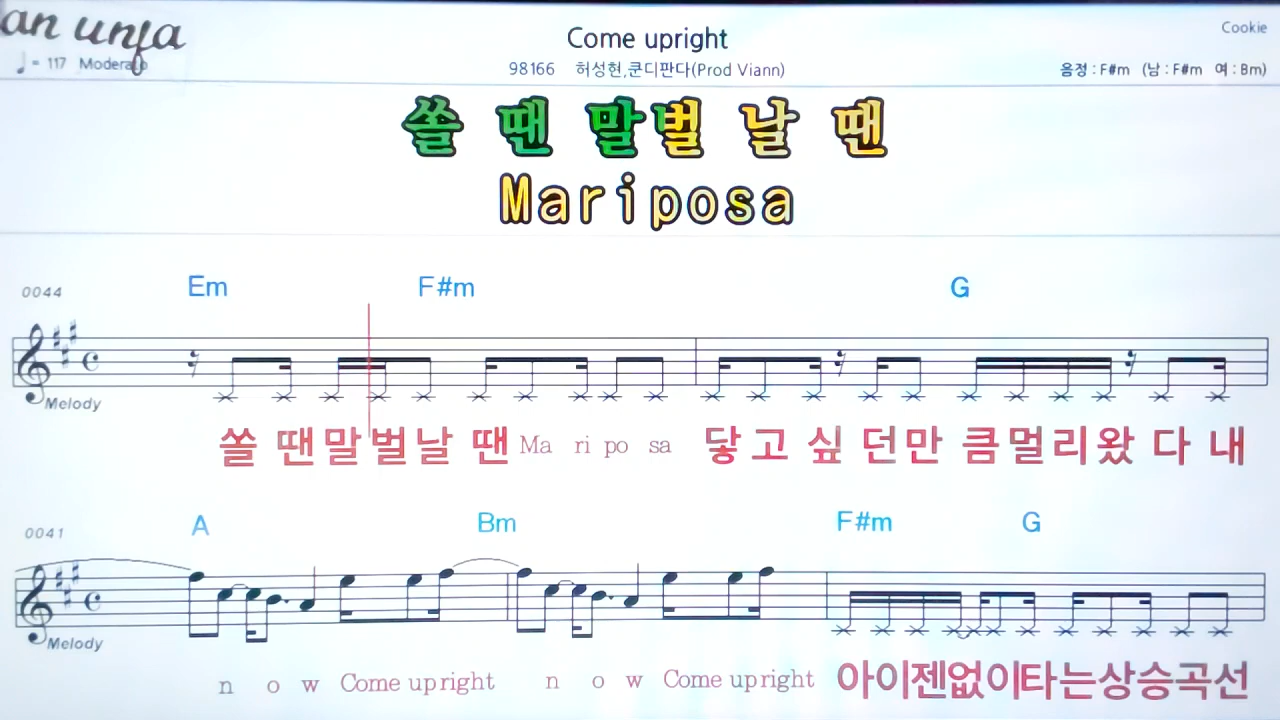 an unfa
Come upright
Cookie
♩= 117 Moderato
98166 허성현,쿤디판다(Prod Viann)
음정 : F#m (남 : F#m 여 : Bm)
쏠 땐 말벌 날 땐
Mariposa
0044
Em F#m G
Melody
쏠 땐말벌날 땐Ma ri po sa 닿고 싶 던만 큼멀리왔 다 내
0041
A Bm F#m G
Melody
n o w Come upright n o w Come upright 아이젠없이타는상승곡선